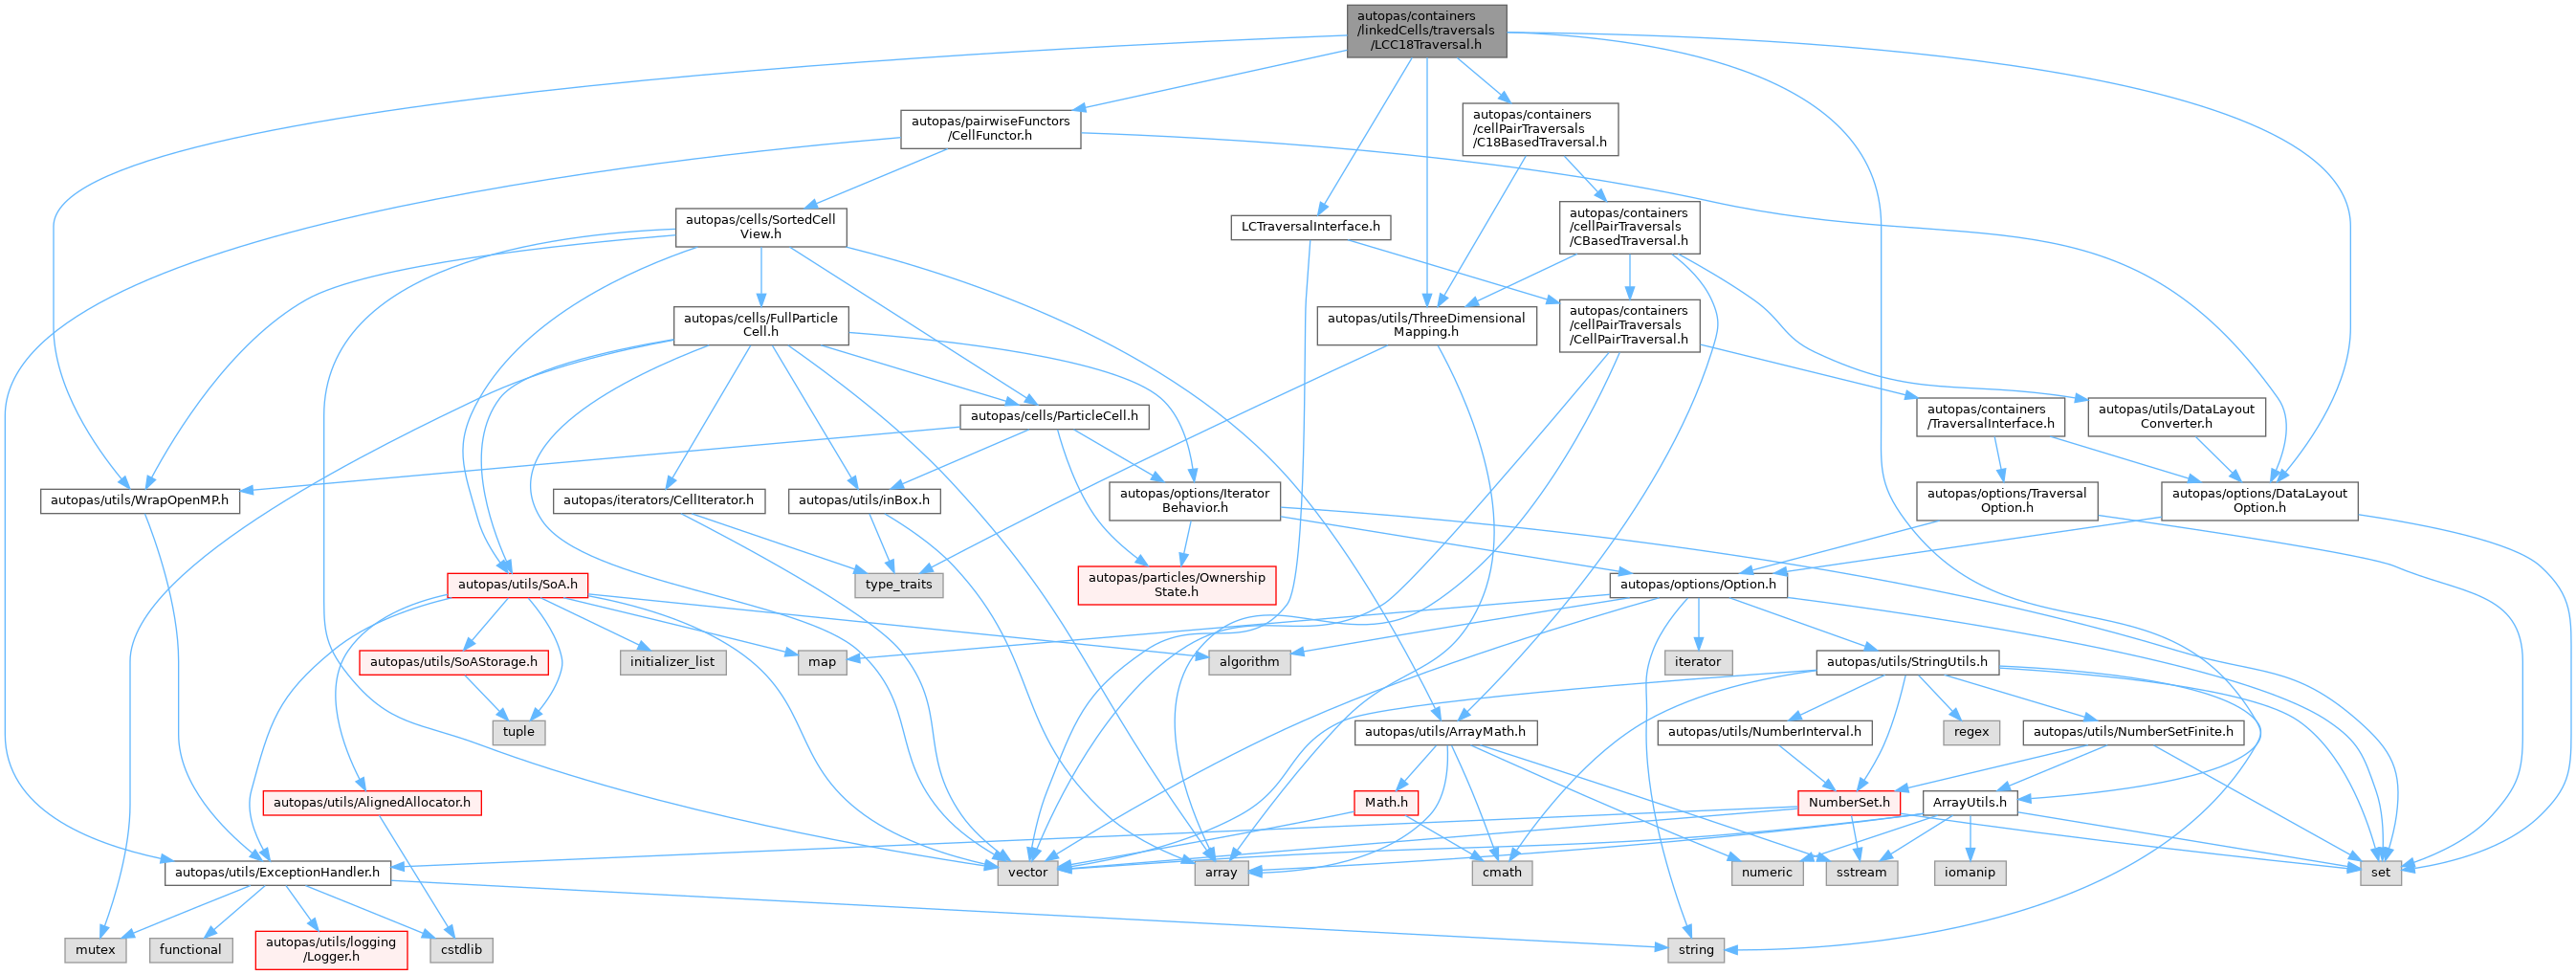 autopas/containers
/linkedCells/traversals
/LCC18Traversal.h
autopas/pairwiseFunctors
/CellFunctor.h
autopas/containers
/cellPairTraversals
/C18BasedTraversal.h
autopas/cells/SortedCell
View.h
LCTraversalInterface.h
autopas/containers
/cellPairTraversals
/CBasedTraversal.h
autopas/cells/FullParticle
Cell.h
autopas/utils/ThreeDimensional
Mapping.h
autopas/containers
/cellPairTraversals
/CellPairTraversal.h
autopas/cells/ParticleCell.h
autopas/containers
/TraversalInterface.h
autopas/utils/DataLayout
Converter.h
autopas/utils/WrapOpenMP.h
autopas/iterators/CellIterator.h
autopas/utils/inBox.h
autopas/options/Iterator
Behavior.h
autopas/options/Traversal
Option.h
autopas/options/DataLayout
Option.h
autopas/utils/SoA.h
type_traits
autopas/particles/Ownership
State.h
autopas/options/Option.h
autopas/utils/SoAStorage.h
initializer_list
map
algorithm
iterator
autopas/utils/StringUtils.h
tuple
autopas/utils/ArrayMath.h
autopas/utils/NumberInterval.h
regex
autopas/utils/NumberSetFinite.h
autopas/utils/AlignedAllocator.h
Math.h
NumberSet.h
ArrayUtils.h
autopas/utils/ExceptionHandler.h
vector
array
cmath
numeric
sstream
iomanip
set
mutex
functional
autopas/utils/logging
/Logger.h
cstdlib
string